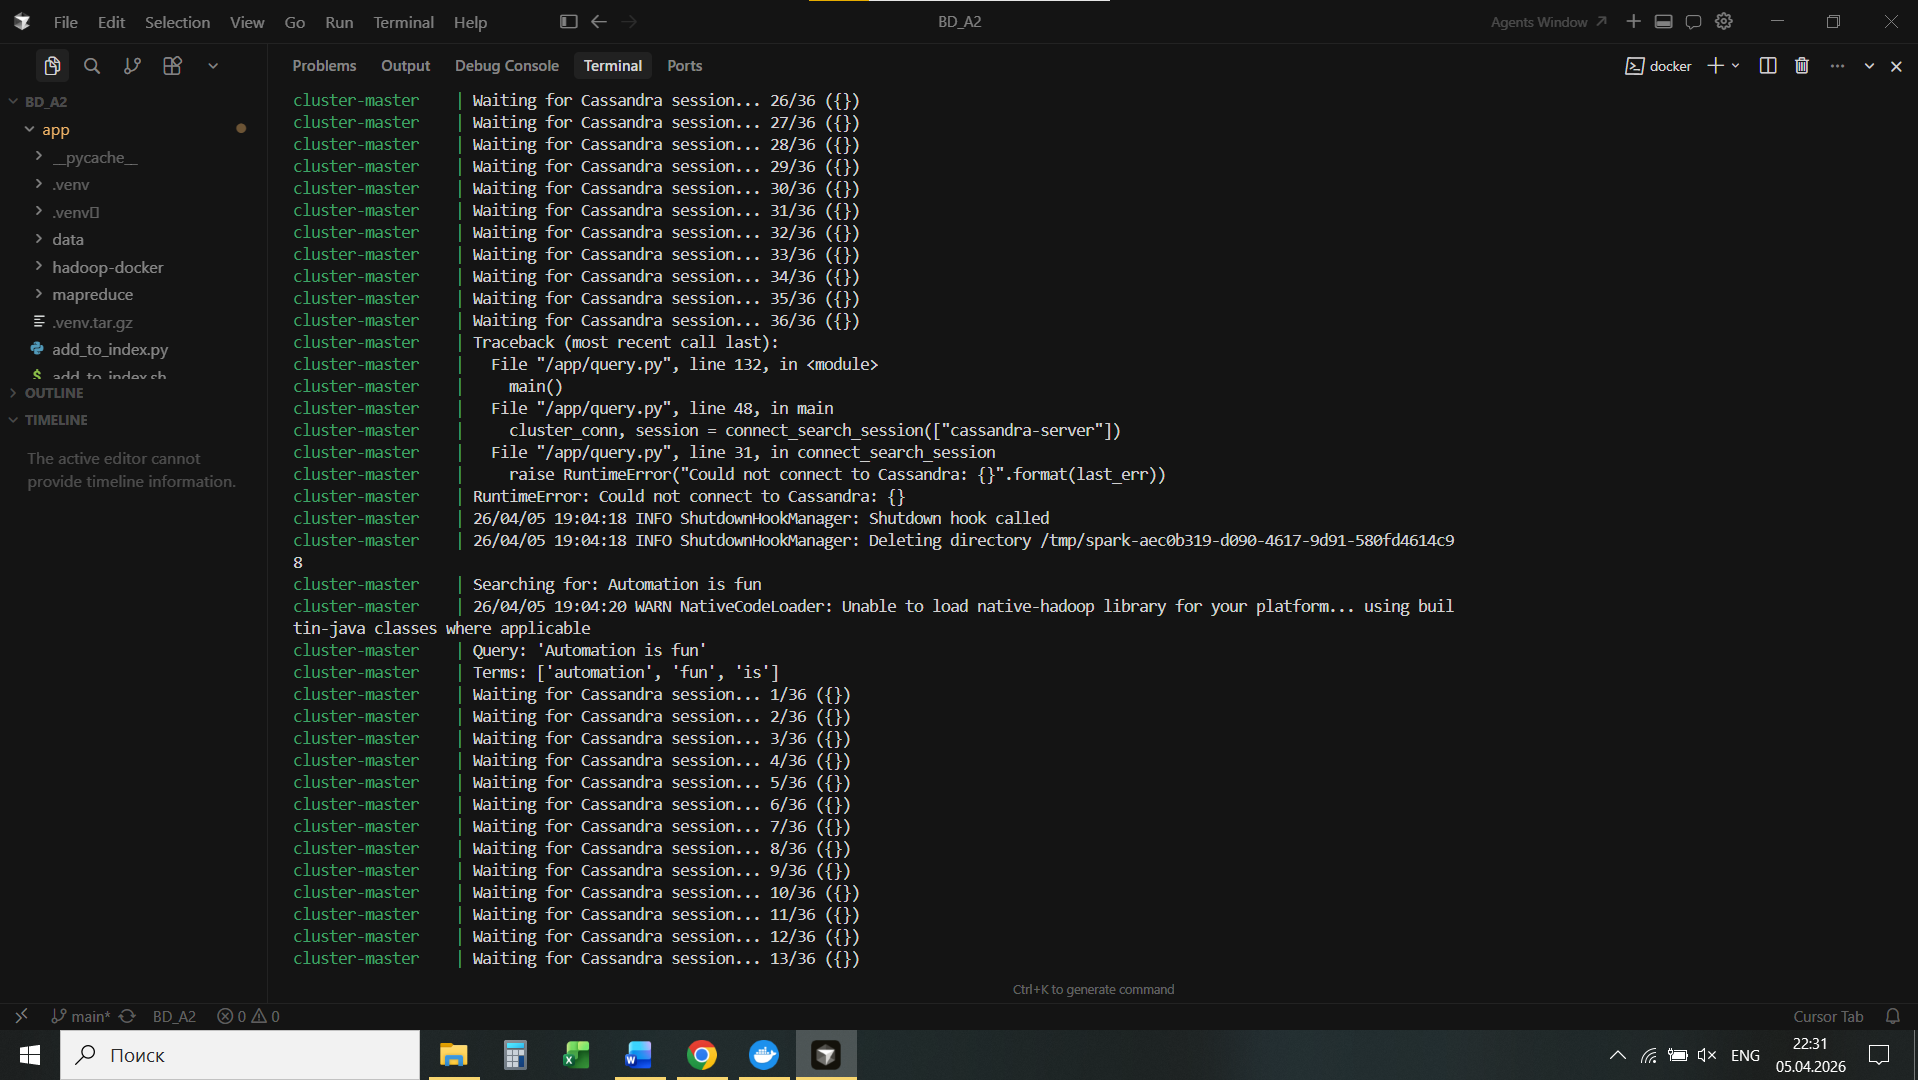 File Edit Selection View Go Run Terminal Help
BD_A2
Agents Window
Problems Output Debug Console Terminal Ports
docker
BD_A2
app
__pycache__
.venv
.venv
data
hadoop-docker
mapreduce
.venv.tar.gz
add_to_index.py
add_to_index.sh
OUTLINE
TIMELINE
The active editor cannot
provide timeline information.
cluster-master | Waiting for Cassandra session... 26/36 ({})
cluster-master | Waiting for Cassandra session... 27/36 ({})
cluster-master | Waiting for Cassandra session... 28/36 ({})
cluster-master | Waiting for Cassandra session... 29/36 ({})
cluster-master | Waiting for Cassandra session... 30/36 ({})
cluster-master | Waiting for Cassandra session... 31/36 ({})
cluster-master | Waiting for Cassandra session... 32/36 ({})
cluster-master | Waiting for Cassandra session... 33/36 ({})
cluster-master | Waiting for Cassandra session... 34/36 ({})
cluster-master | Waiting for Cassandra session... 35/36 ({})
cluster-master | Waiting for Cassandra session... 36/36 ({})
cluster-master | Traceback (most recent call last):
cluster-master |   File "/app/query.py", line 132, in <module>
cluster-master |     main()
cluster-master |   File "/app/query.py", line 48, in main
cluster-master |     cluster_conn, session = connect_search_session(["cassandra-server"])
cluster-master |   File "/app/query.py", line 31, in connect_search_session
cluster-master |     raise RuntimeError("Could not connect to Cassandra: {}".format(last_err))
cluster-master | RuntimeError: Could not connect to Cassandra: {}
cluster-master | 26/04/05 19:04:18 INFO ShutdownHookManager: Shutdown hook called
cluster-master | 26/04/05 19:04:18 INFO ShutdownHookManager: Deleting directory /tmp/spark-aec0b319-d090-4617-9d91-580fd4614c9
8
cluster-master | Searching for: Automation is fun
cluster-master | 26/04/05 19:04:20 WARN NativeCodeLoader: Unable to load native-hadoop library for your platform... using buil
tin-java classes where applicable
cluster-master | Query: 'Automation is fun'
cluster-master | Terms: ['automation', 'fun', 'is']
cluster-master | Waiting for Cassandra session... 1/36 ({})
cluster-master | Waiting for Cassandra session... 2/36 ({})
cluster-master | Waiting for Cassandra session... 3/36 ({})
cluster-master | Waiting for Cassandra session... 4/36 ({})
cluster-master | Waiting for Cassandra session... 5/36 ({})
cluster-master | Waiting for Cassandra session... 6/36 ({})
cluster-master | Waiting for Cassandra session... 7/36 ({})
cluster-master | Waiting for Cassandra session... 8/36 ({})
cluster-master | Waiting for Cassandra session... 9/36 ({})
cluster-master | Waiting for Cassandra session... 10/36 ({})
cluster-master | Waiting for Cassandra session... 11/36 ({})
cluster-master | Waiting for Cassandra session... 12/36 ({})
cluster-master | Waiting for Cassandra session... 13/36 ({})
Ctrl+K to generate command
main* BD_A2 0 0
Cursor Tab
Поиск
ENG
22:31
05.04.2026